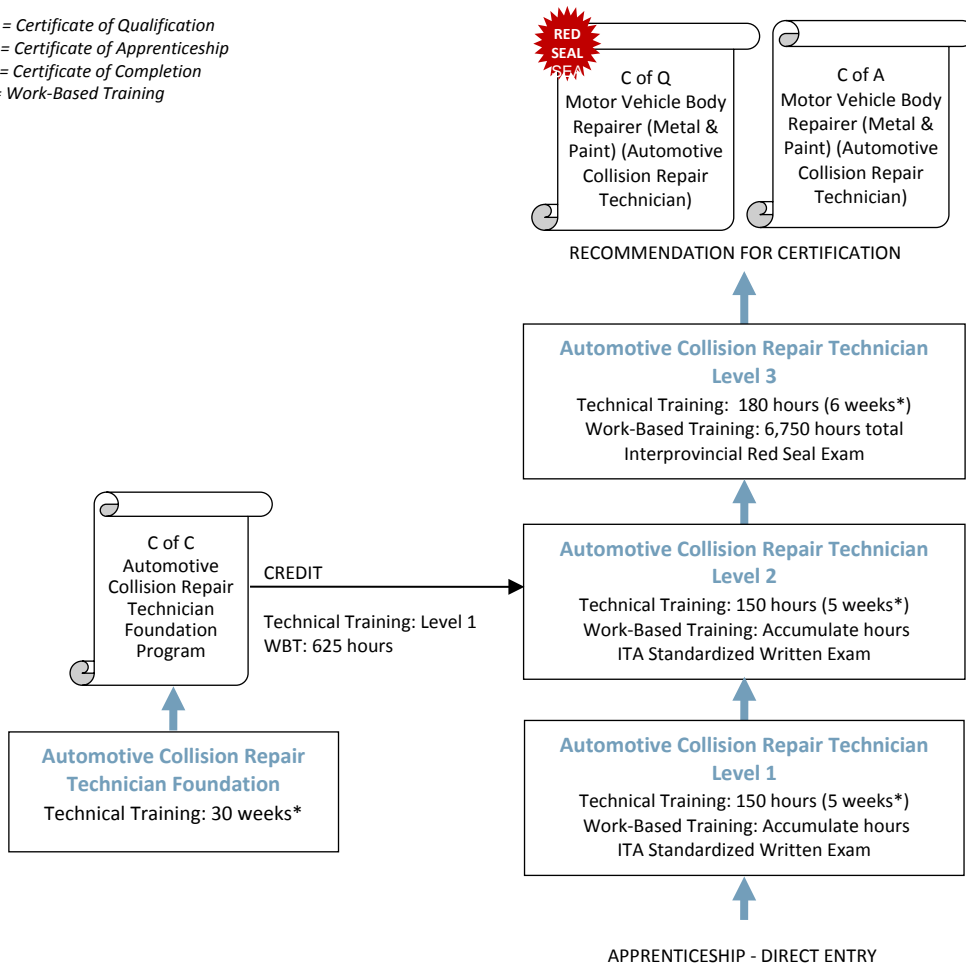 = Certificate of Qualification
= Certificate of Apprenticeship
= Certificate of Completion
= Work-Based Training
RED
SEAL
SEA
C of Q
Motor Vehicle Body
Repairer (Metal &
Paint) (Automotive
Collision Repair
Technician)
C of A
Motor Vehicle Body
Repairer (Metal &
Paint) (Automotive
Collision Repair
Technician)
RECOMMENDATION FOR CERTIFICATION
Automotive Collision Repair Technician
Level 3
Technical Training: 180 hours (6 weeks*)
Work-Based Training: 6,750 hours total
Interprovincial Red Seal Exam
C of C
Automotive
Collision Repair
Technician
Foundation
Program
CREDIT
Technical Training: Level 1
WBT: 625 hours
Automotive Collision Repair Technician
Level 2
Technical Training: 150 hours (5 weeks*)
Work-Based Training: Accumulate hours
ITA Standardized Written Exam
Automotive Collision Repair
Technician Foundation
Technical Training: 30 weeks*
Automotive Collision Repair Technician
Level 1
Technical Training: 150 hours (5 weeks*)
Work-Based Training: Accumulate hours
ITA Standardized Written Exam
APPRENTICESHIP - DIRECT ENTRY